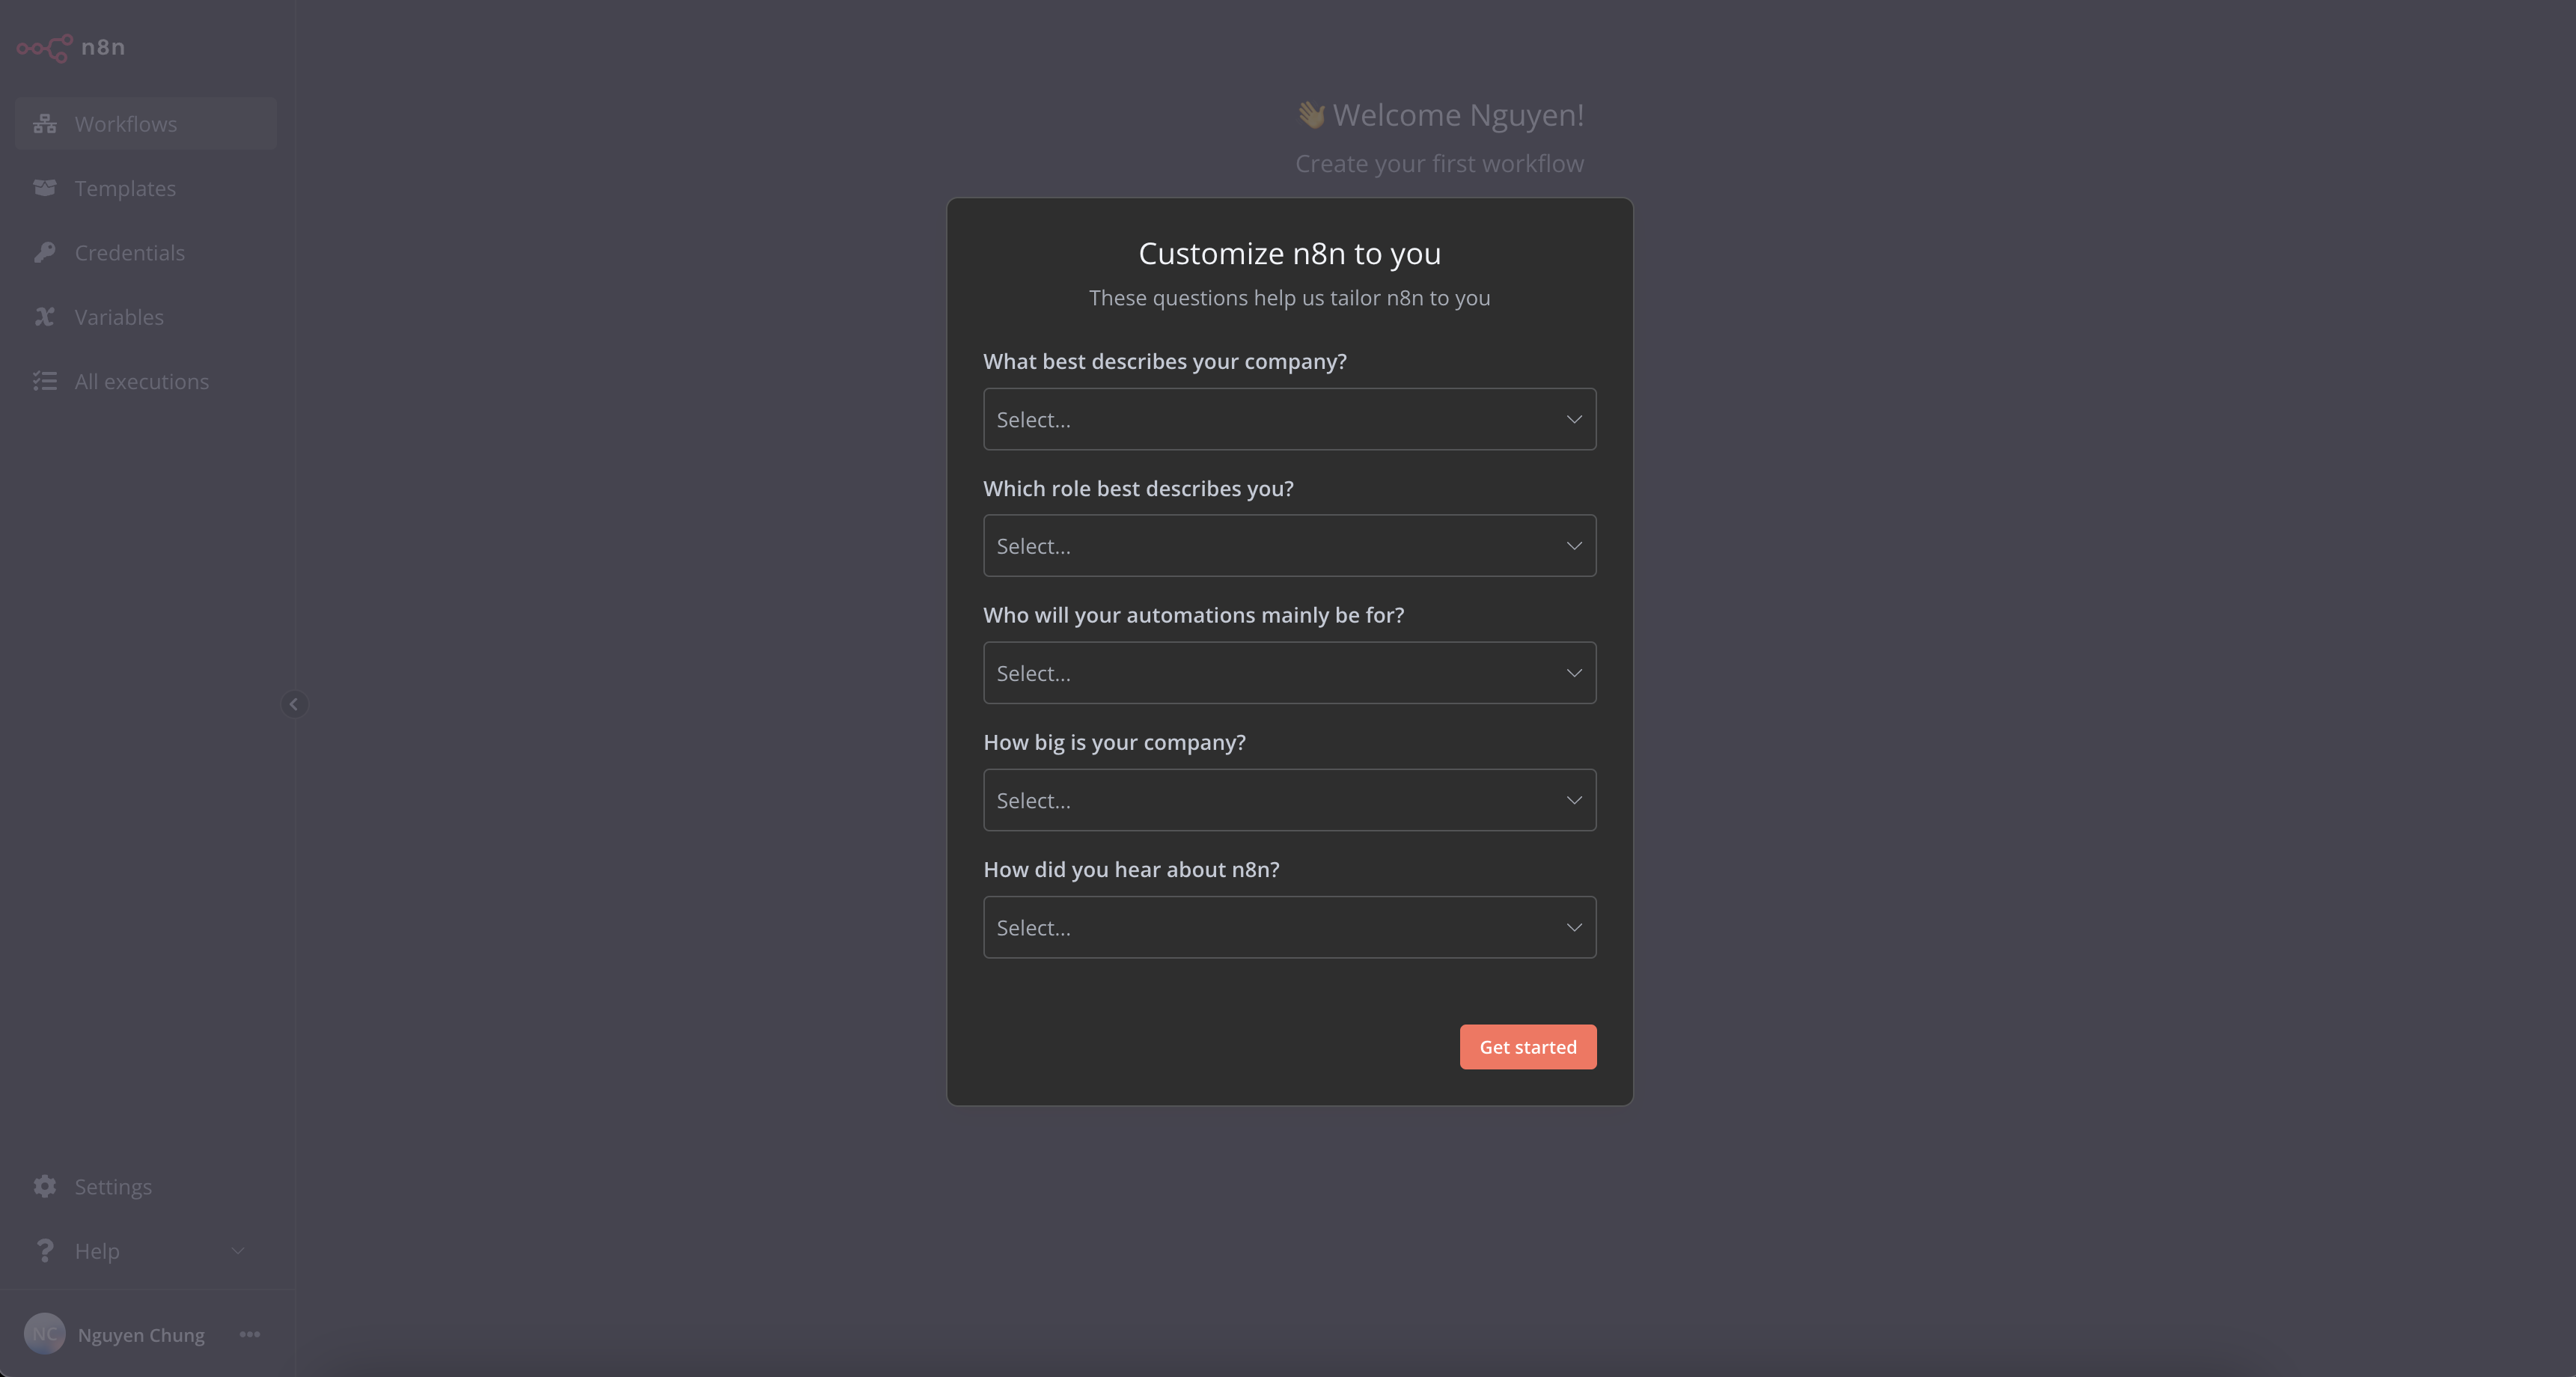 n8n
Workflows
Templates
Credentials
Variables
All executions
Settings
Help
NC
Nguyen Chung
👋 Welcome Nguyen!
Create your first workflow
Customize n8n to you
These questions help us tailor n8n to you
What best describes your company?
Select...
Which role best describes you?
Select...
Who will your automations mainly be for?
Select...
How big is your company?
Select...
How did you hear about n8n?
Select...
Get started